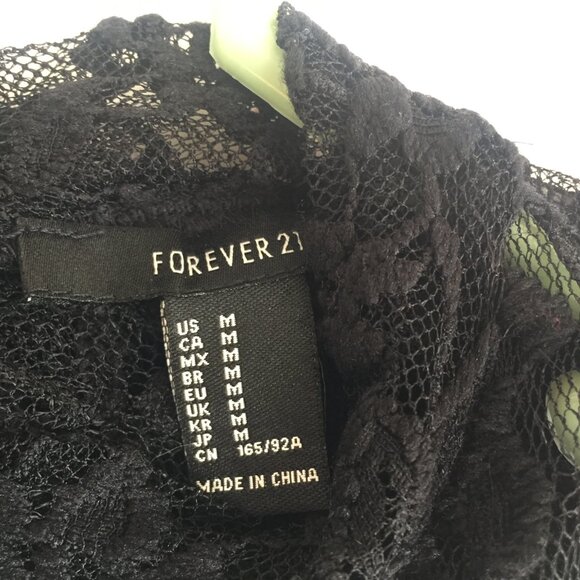 FOREVER 21
US M
CA M
MX M
BR M
EU M
UK M
KR M
JP M
CN 165/92A
MADE IN CHINA